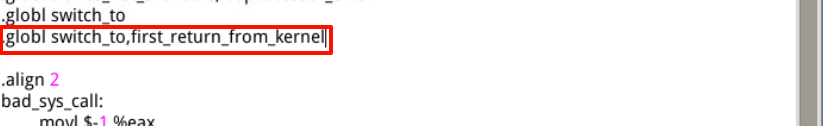 .globl switch_to
.globl switch_to,first_return_from_kernel
.align 2
bad_sys_call:
movl $-1,%eax